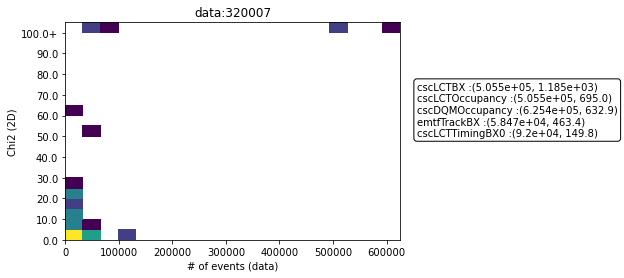 data:320007
100.0+
90.0
80.0
70.0
60.0
50.0
40.0
30.0
20.0
10.0
0.0
Chi2 (2D)
0 100000 200000 300000 400000 500000 600000
# of events (data)
cscLCTBX :(5.055e+05, 1.185e+03)
cscLCTOccupancy :(5.055e+05, 695.0)
cscDQMOccupancy :(6.254e+05, 632.9)
emtfTrackBX :(5.847e+04, 463.4)
cscLCTTimingBX0 :(9.2e+04, 149.8)